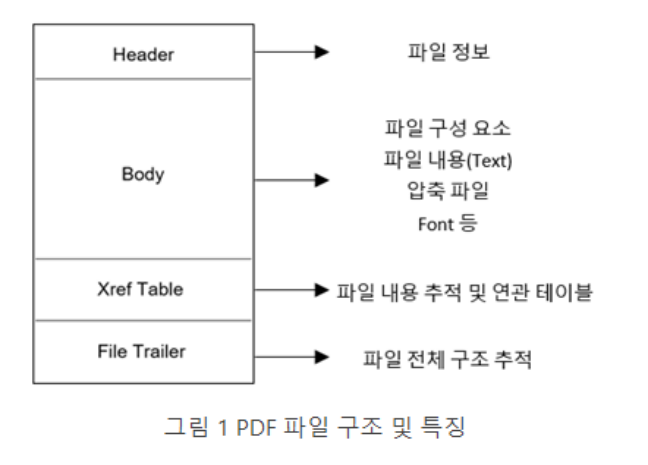 Header
파일 정보
Body
파일 구성 요소
파일 내용(Text)
압축 파일
Font 등
Xref Table
파일 내용 추적 및 연관 테이블
File Trailer
파일 전체 구조 추적
그림 1 PDF 파일 구조 및 특징